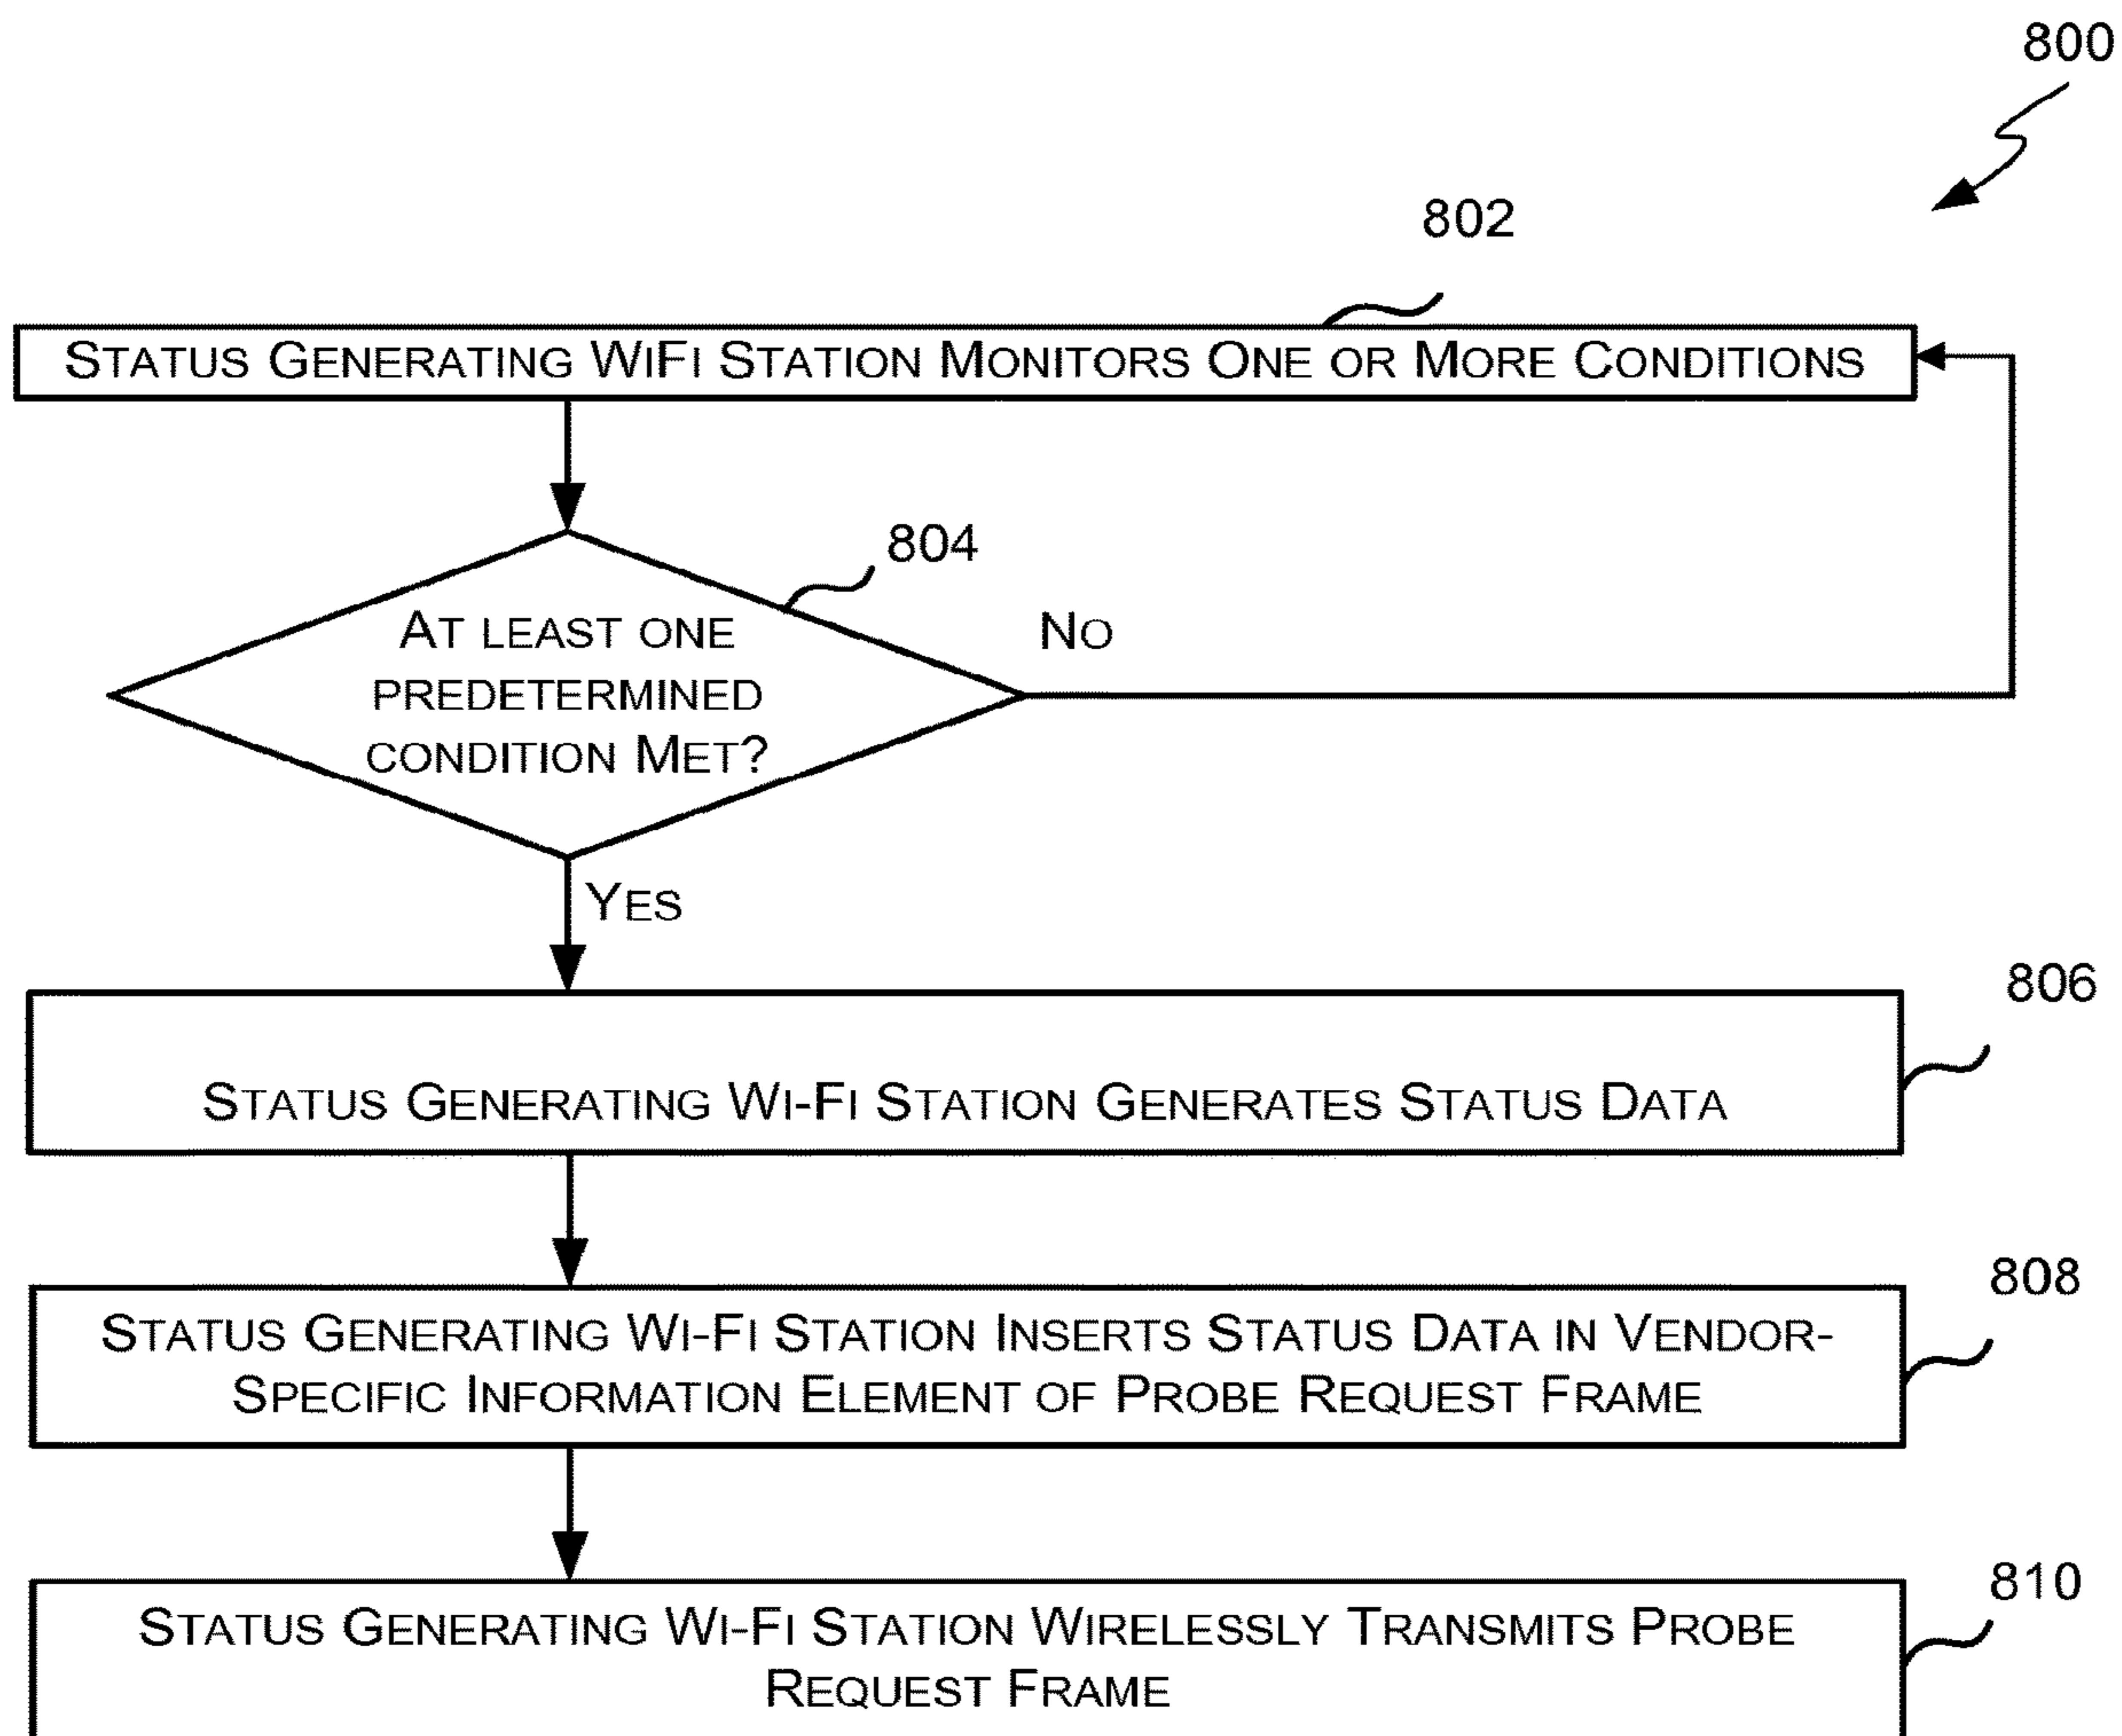 800
802
Status Generating WiFi Station Monitors One or More Conditions
804
At least one
predetermined
condition Met?
No
Yes
806
Status Generating Wi-Fi Station Generates Status Data
808
Status Generating Wi-Fi Station Inserts Status Data in Vendor-
Specific Information Element of Probe Request Frame
810
Status Generating Wi-Fi Station Wirelessly Transmits Probe
Request Frame